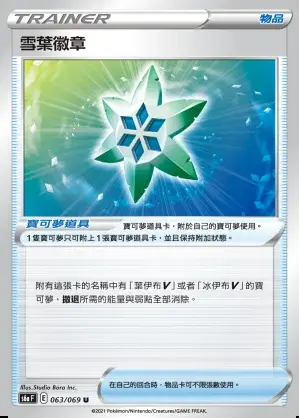 TRAINER 物品
雪葉徽章
寶可夢道具 寶可夢道具卡，附於自己的寶可夢使用。
1隻寶可夢只可附上1張寶可夢道具卡，並且保持附加狀態。
附有這張卡的名稱中有「葉伊布V」或者「冰伊布V」的寶
可夢，撤退所需的能量與弱點全部消除。
Illus.Studio Bora Inc.
S6a F E 063/069 U
在自己的回合時，物品卡可不限張數使用。
©2021 Pokémon/Nintendo/Creatures/GAME FREAK.